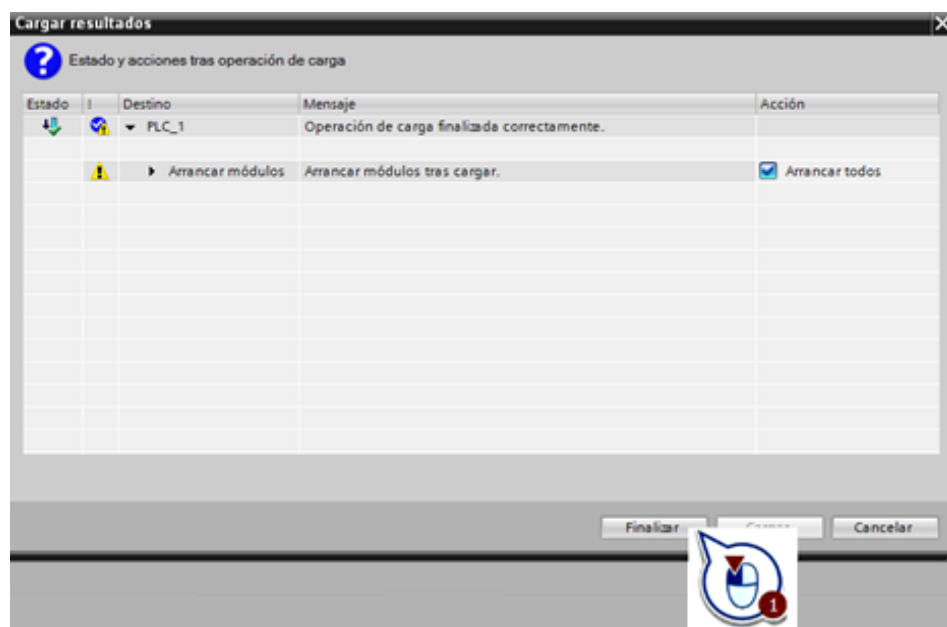 Cargar resultados
Estado y acciones tras operación de carga
Estado ! Destino Mensaje Acción
PLC_1 Operación de carga finalizada correctamente.
Arrancar módulos Arrancar módulos tras cargar. Arrancar todos
Finalizar Cancelar
1